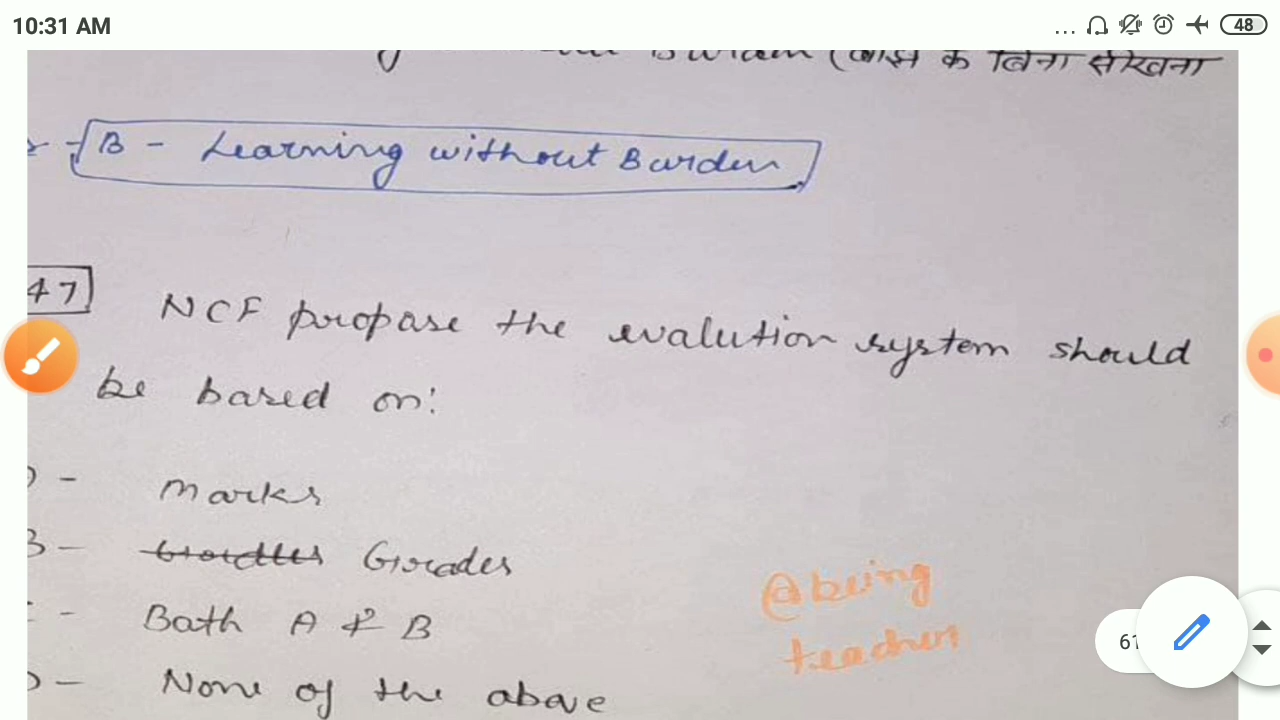 10:31 AM
... 48
Burden (बोझ के बिना सीखना
B - Learning without Burden
47
NCF propose the evalution system should
be based on:
- Marks
B - Grades
- Both A & B
- None of the above
@being
teacher
61